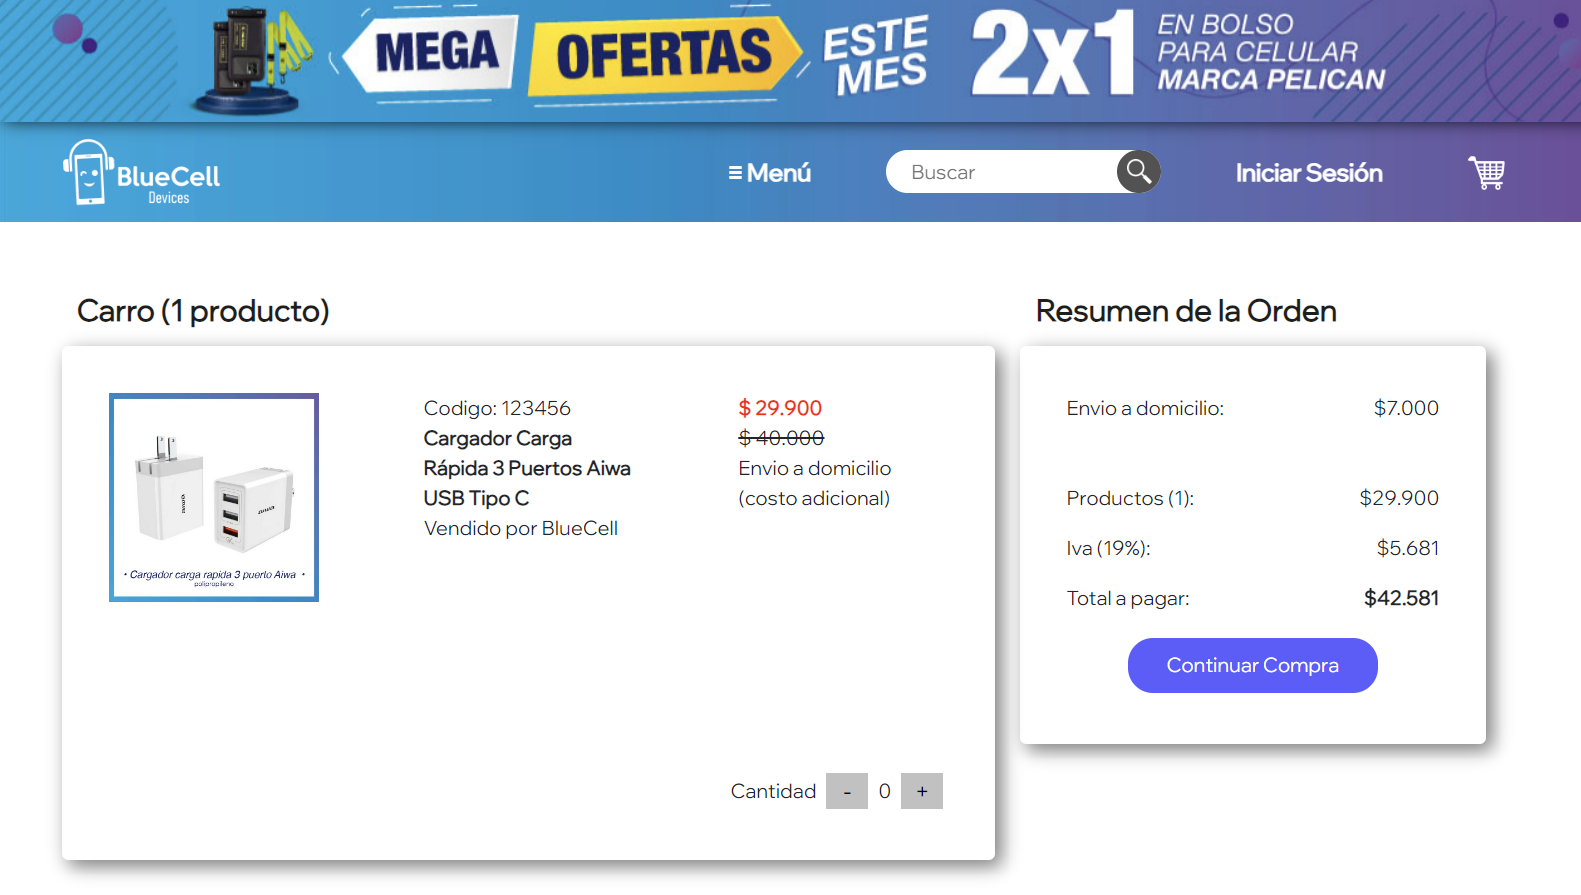 MEGA
OFERTAS
ESTE
MES
2x1
EN BOLSO
PARA CELULAR
MARCA PELICAN
BlueCell
Devices
Menú
Buscar
Iniciar Sesión
Carro (1 producto)
Codigo: 123456
Cargador Carga
Rápida 3 Puertos Aiwa
USB Tipo C
Vendido por BlueCell
$ 29.900
$ 40.000
Envio a domicilio
(costo adicional)
• Cargador carga rapida 3 puerto Aiwa •
polipropileno
Cantidad - 0 +
Resumen de la Orden
Envio a domicilio: $7.000
Productos (1): $29.900
Iva (19%): $5.681
Total a pagar: $42.581
Continuar Compra